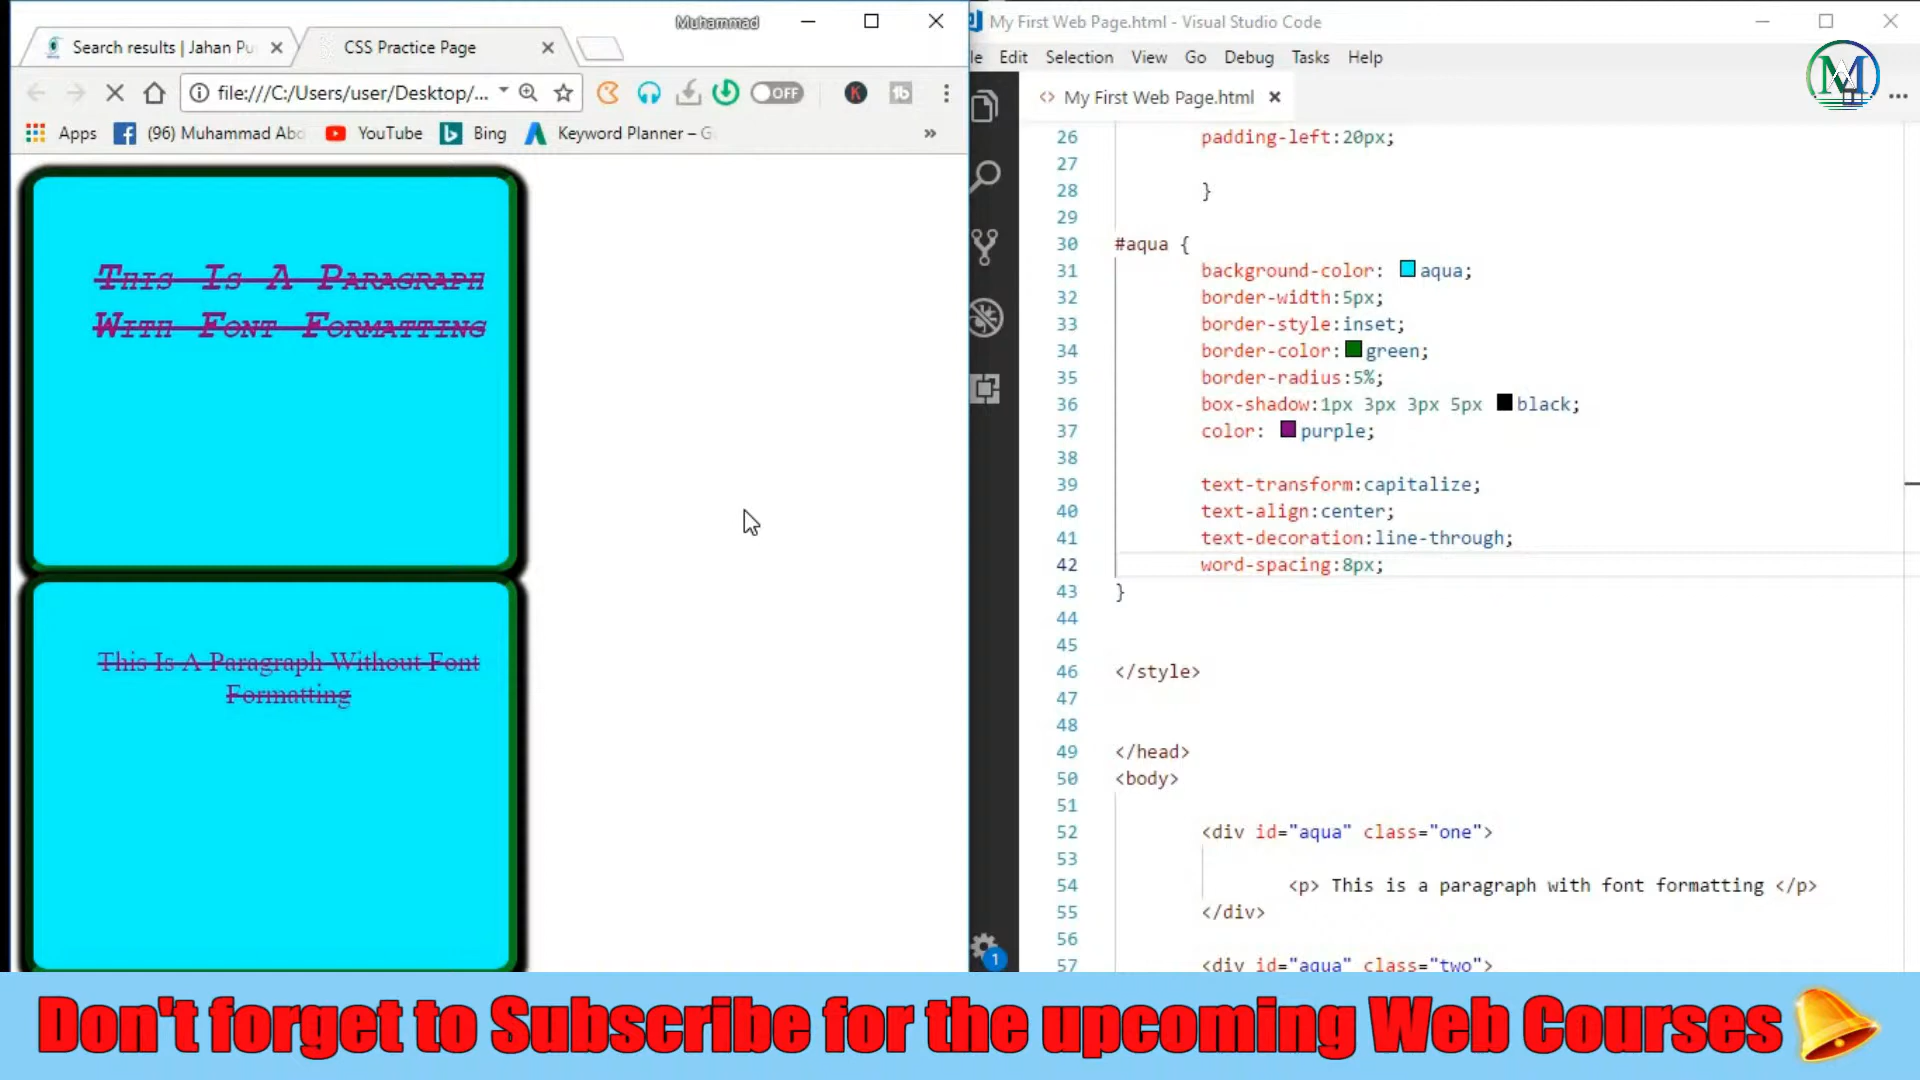 Muhammad
Search results | Jahan Pu
CSS Practice Page
file:///C:/Users/user/Desktop/...
OFF
K
Apps
(96) Muhammad Abd
YouTube
Bing
Keyword Planner – G
»
This Is A Paragraph
With Font Formatting
This Is A Paragraph Without Font
Formatting
My First Web Page.html - Visual Studio Code
le Edit Selection View Go Debug Tasks Help
<> My First Web Page.html
M
26 padding-left:20px;
27
28 }
29
30 #aqua {
31 background-color: aqua;
32 border-width:5px;
33 border-style:inset;
34 border-color:green;
35 border-radius:5%;
36 box-shadow:1px 3px 3px 5px black;
37 color: purple;
38
39 text-transform:capitalize;
40 text-align:center;
41 text-decoration:line-through;
42 word-spacing:8px;
43 }
44
45
46 </style>
47
48
49 </head>
50 <body>
51
52 <div id="aqua" class="one">
53
54 <p> This is a paragraph with font formatting </p>
55 </div>
56
57 <div id="aqua" class="two">
1
Don't forget to Subscribe for the upcoming Web Courses